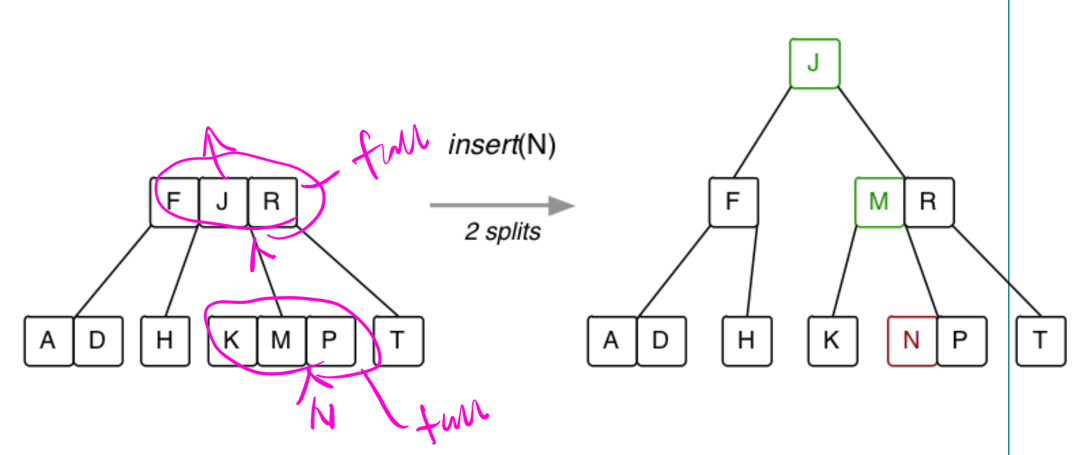 J
full
insert(N)
F J R
F
M R
2 splits
A D
H
K M P
T
A D
H
K
N P
T
N
full